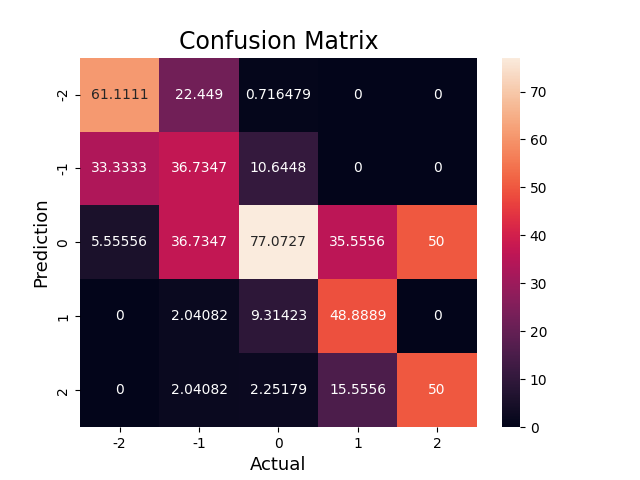 Confusion Matrix
Prediction
-2 61.1111 22.449 0.716479 0 0
-1 33.3333 36.7347 10.6448 0 0
0 5.55556 36.7347 77.0727 35.5556 50
1 0 2.04082 9.31423 48.8889 0
2 0 2.04082 2.25179 15.5556 50
-2 -1 0 1 2
Actual
70
60
50
40
30
20
10
0